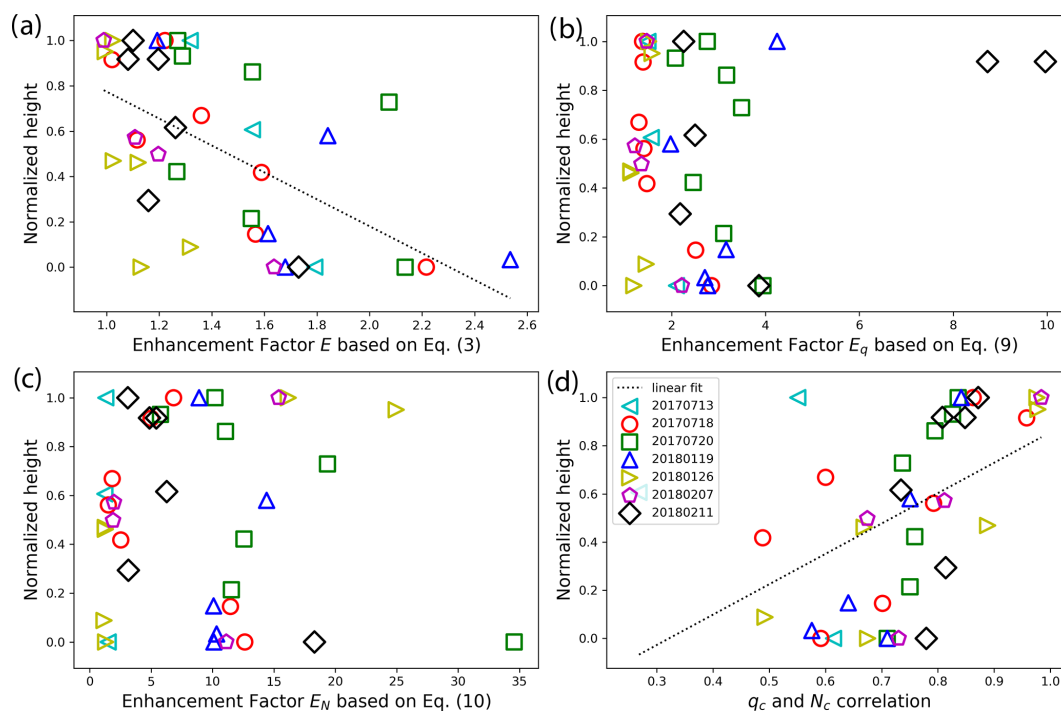 (a)
Normalized height
1.0
0.8
0.6
0.4
0.2
0.0
1.0 1.2 1.4 1.6 1.8 2.0 2.2 2.4 2.6
Enhancement Factor E based on Eq. (3)
(b)
Normalized height
1.0
0.8
0.6
0.4
0.2
0.0
2 4 6 8 10
Enhancement Factor E_q based on Eq. (9)
(c)
Normalized height
1.0
0.8
0.6
0.4
0.2
0.0
0 5 10 15 20 25 30 35
Enhancement Factor E_N based on Eq. (10)
(d)
Normalized height
1.0
0.8
0.6
0.4
0.2
0.0
linear fit
20170713
20170718
20170720
20180119
20180126
20180207
20180211
0.3 0.4 0.5 0.6 0.7 0.8 0.9 1.0
q_c and N_c correlation